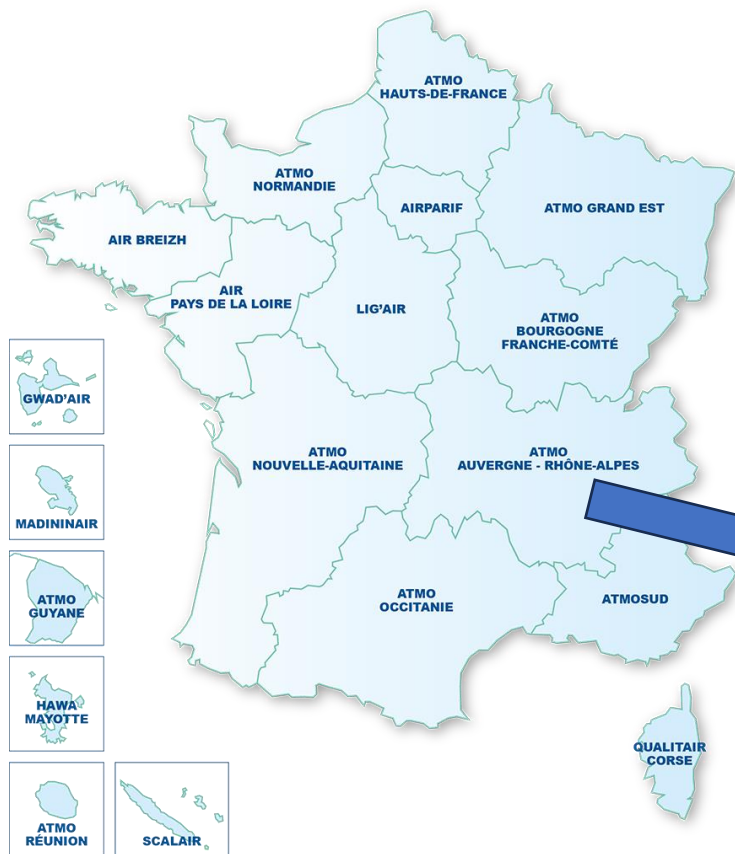 ATMO
HAUTS-DE-FRANCE
ATMO
NORMANDIE
AIRPARIF
ATMO GRAND EST
AIR BREIZH
AIR
PAYS DE LA LOIRE
LIG'AIR
ATMO
BOURGOGNE
FRANCHE-COMTÉ
GWAD'AIR
ATMO
NOUVELLE-AQUITAINE
ATMO
AUVERGNE - RHÔNE-ALPES
MADININAIR
ATMO
GUYANE
ATMO
OCCITANIE
ATMOSUD
HAWA
MAYOTTE
QUALITAIR
CORSE
ATMO
RÉUNION
SCALAIR